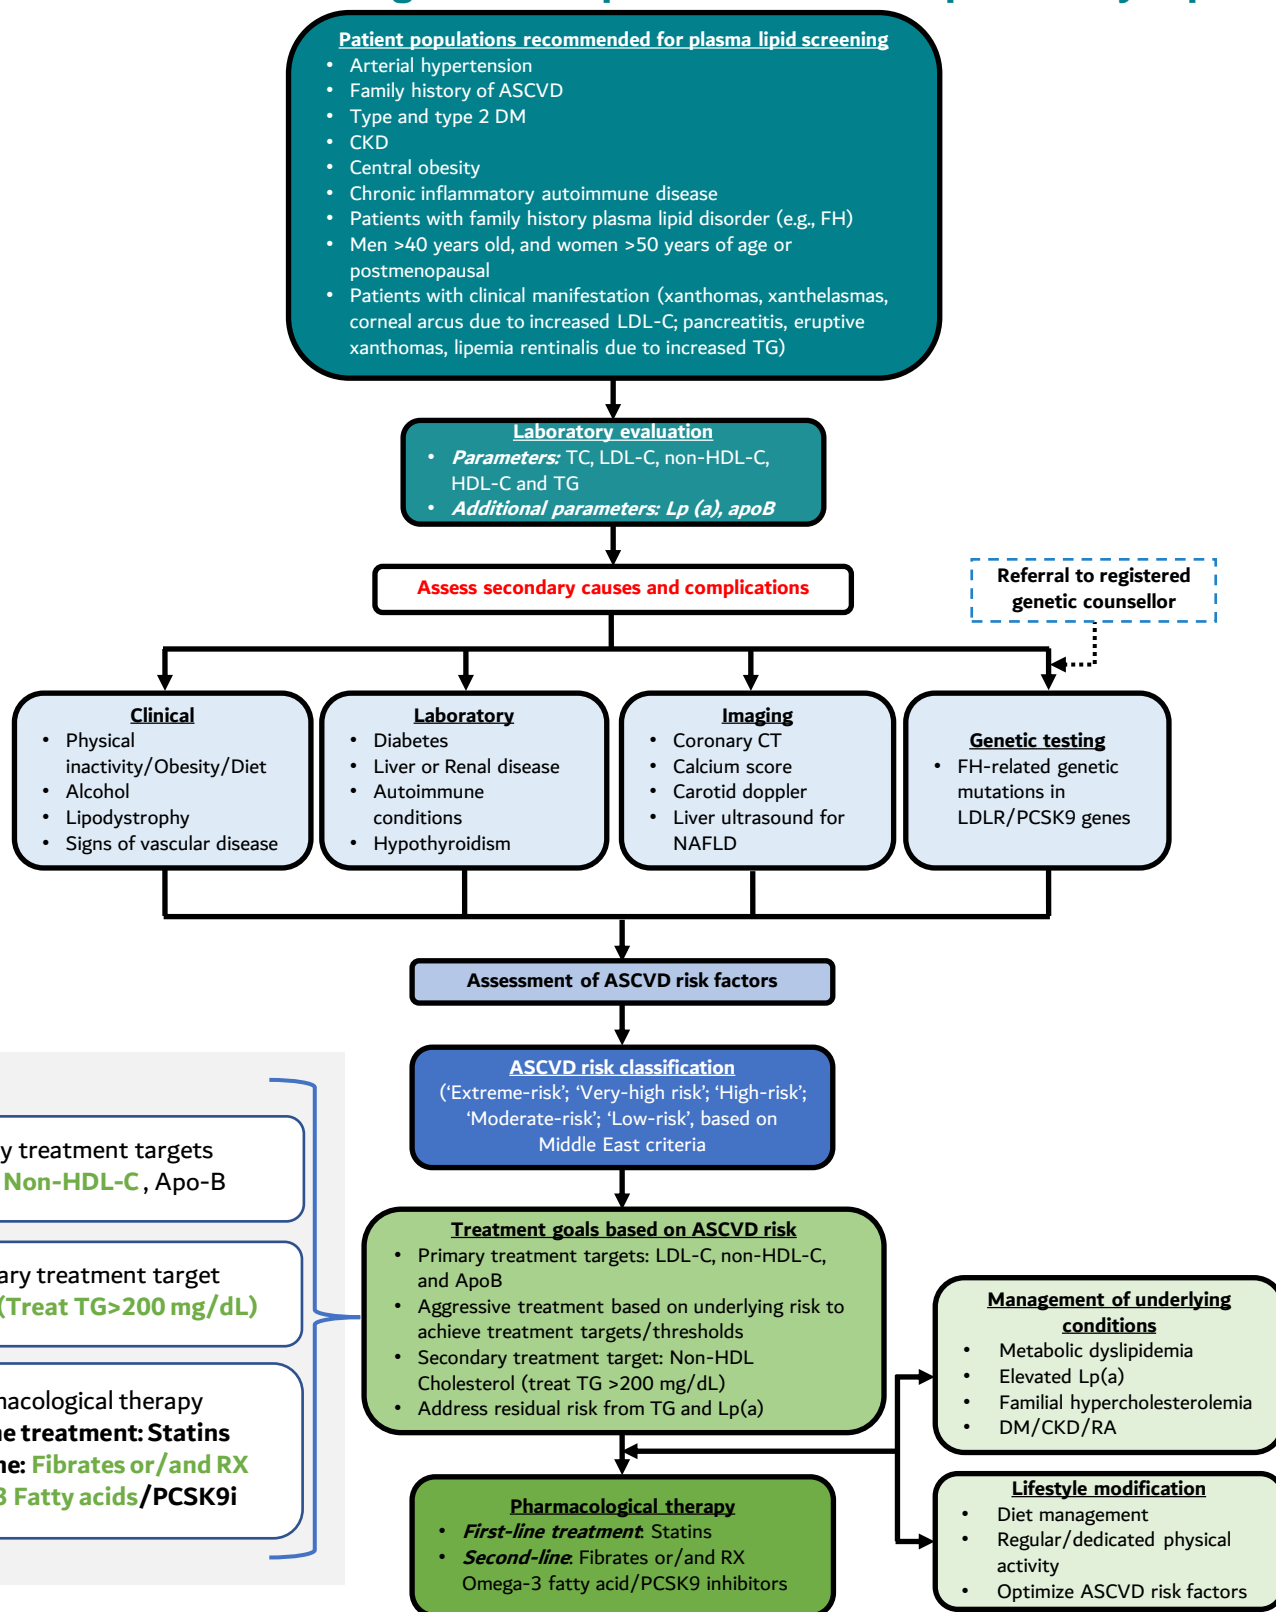 Patient populations recommended for plasma lipid screening
• Arterial hypertension
• Family history of ASCVD
• Type and type 2 DM
• CKD
• Central obesity
• Chronic inflammatory autoimmune disease
• Patients with family history plasma lipid disorder (e.g., FH)
• Men >40 years old, and women >50 years of age or
postmenopausal
• Patients with clinical manifestation (xanthomas, xanthelasmas,
corneal arcus due to increased LDL-C; pancreatitis, eruptive
xanthomas, lipemia rentinalis due to increased TG)
Laboratory evaluation
• Parameters: TC, LDL-C, non-HDL-C,
HDL-C and TG
• Additional parameters: Lp (a), apoB
Assess secondary causes and complications
Referral to registered
genetic counsellor
Clinical
• Physical
inactivity/Obesity/Diet
• Alcohol
• Lipodystrophy
• Signs of vascular disease
Laboratory
• Diabetes
• Liver or Renal disease
• Autoimmune
conditions
• Hypothyroidism
Imaging
• Coronary CT
• Calcium score
• Carotid doppler
• Liver ultrasound for
NAFLD
Genetic testing
• FH-related genetic
mutations in
LDLR/PCSK9 genes
Assessment of ASCVD risk factors
ASCVD risk classification
(‘Extreme-risk’; ‘Very-high risk’; ‘High-risk’;
‘Moderate-risk’; ‘Low-risk’, based on
Middle East criteria
y treatment targets
Non-HDL-C , Apo-B
ary treatment target
(Treat TG>200 mg/dL)
macological therapy
ne treatment: Statins
ne: Fibrates or/and RX
3 Fatty acids/PCSK9i
Treatment goals based on ASCVD risk
• Primary treatment targets: LDL-C, non-HDL-C,
and ApoB
• Aggressive treatment based on underlying risk to
achieve treatment targets/thresholds
• Secondary treatment target: Non-HDL
Cholesterol (treat TG >200 mg/dL)
• Address residual risk from TG and Lp(a)
Management of underlying
conditions
• Metabolic dyslipidemia
• Elevated Lp(a)
• Familial hypercholesterolemia
• DM/CKD/RA
Pharmacological therapy
• First-line treatment: Statins
• Second-line: Fibrates or/and RX
Omega-3 fatty acid/PCSK9 inhibitors
Lifestyle modification
• Diet management
• Regular/dedicated physical
activity
• Optimize ASCVD risk factors